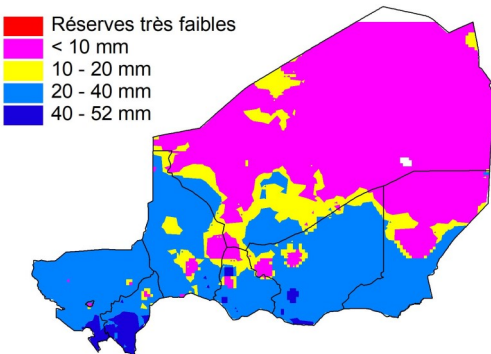 Réserves très faibles
< 10 mm
10 - 20 mm
20 - 40 mm
40 - 52 mm